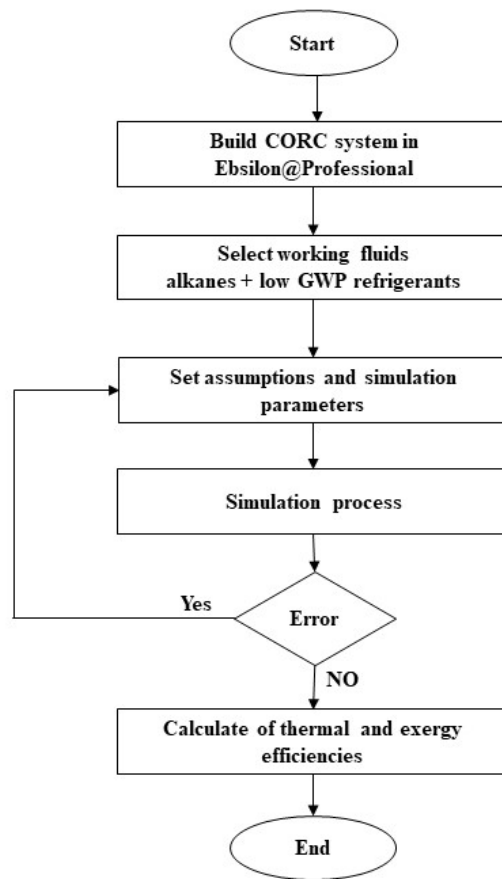 Start
Build CORC system in
Ebsilon@Professional
Select working fluids
alkanes + low GWP refrigerants
Set assumptions and simulation
parameters
Simulation process
Yes
Error
NO
Calculate of thermal and exergy
efficiencies
End